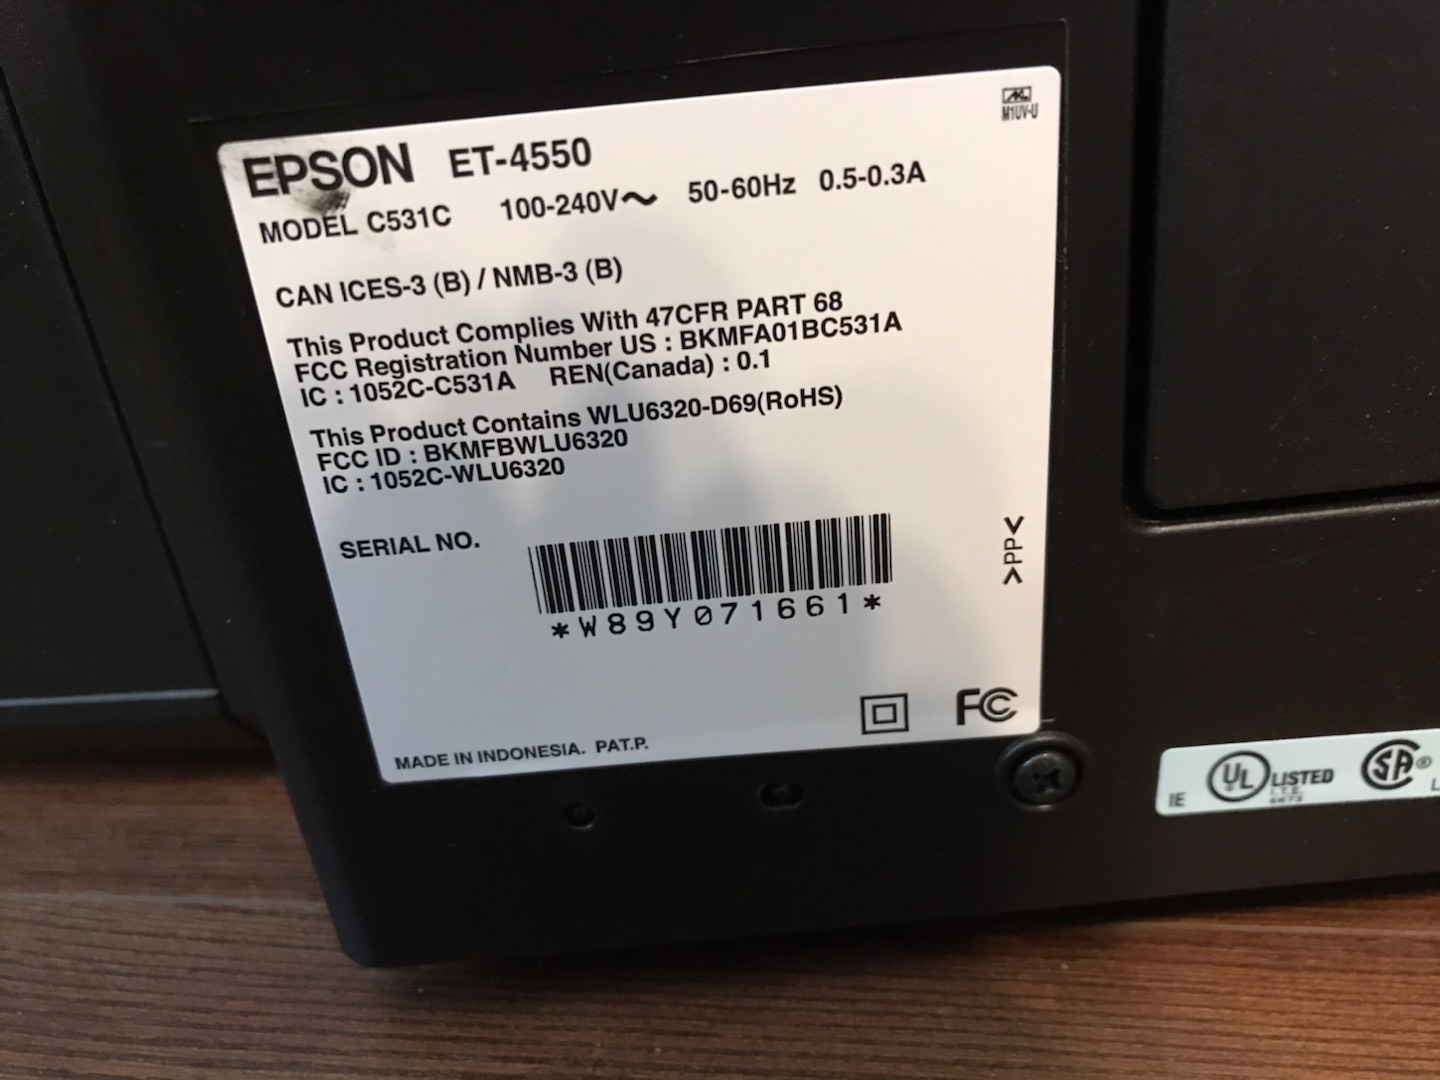 M1UV-U
EPSON ET-4550
MODEL C531C 100-240V～ 50-60Hz 0.5-0.3A
CAN ICES-3 (B) / NMB-3 (B)
This Product Complies With 47CFR PART 68
FCC Registration Number US : BKMFA01BC531A
IC : 1052C-C531A REN(Canada) : 0.1
This Product Contains WLU6320-D69(RoHS)
FCC ID : BKMFBWLU6320
IC : 1052C-WLU6320
SERIAL NO.
*W89Y071661*
>PP<
FC
MADE IN INDONESIA. PAT.P.
IE UL LISTED SA®
I.T.E.